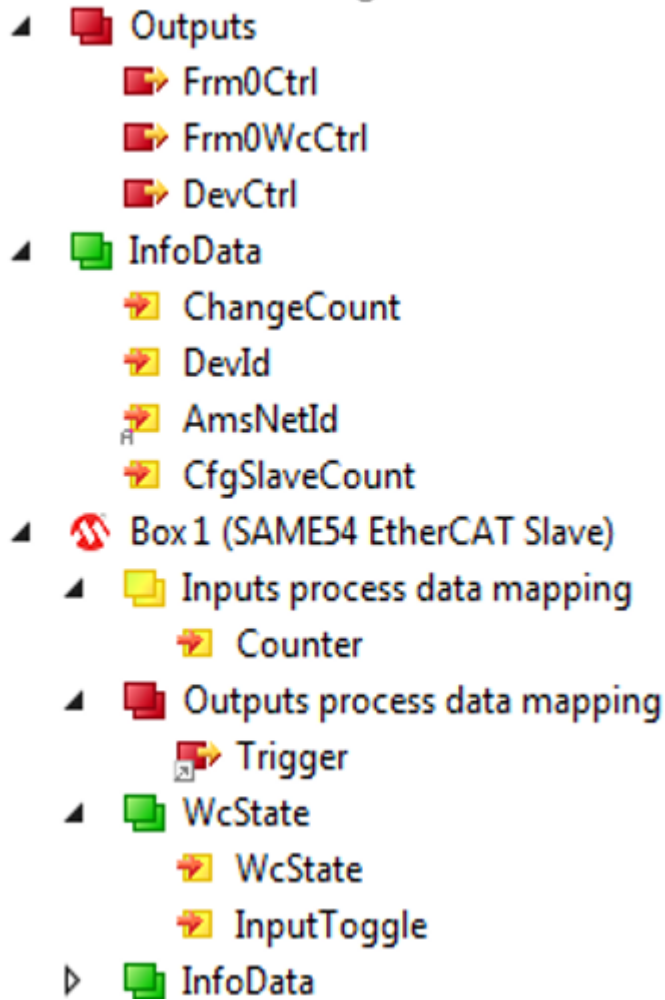 Outputs
Frm0Ctrl
Frm0WcCtrl
DevCtrl
InfoData
ChangeCount
DevId
AmsNetId
CfgSlaveCount
Box 1 (SAME54 EtherCAT Slave)
Inputs process data mapping
Counter
Outputs process data mapping
Trigger
WcState
WcState
InputToggle
InfoData